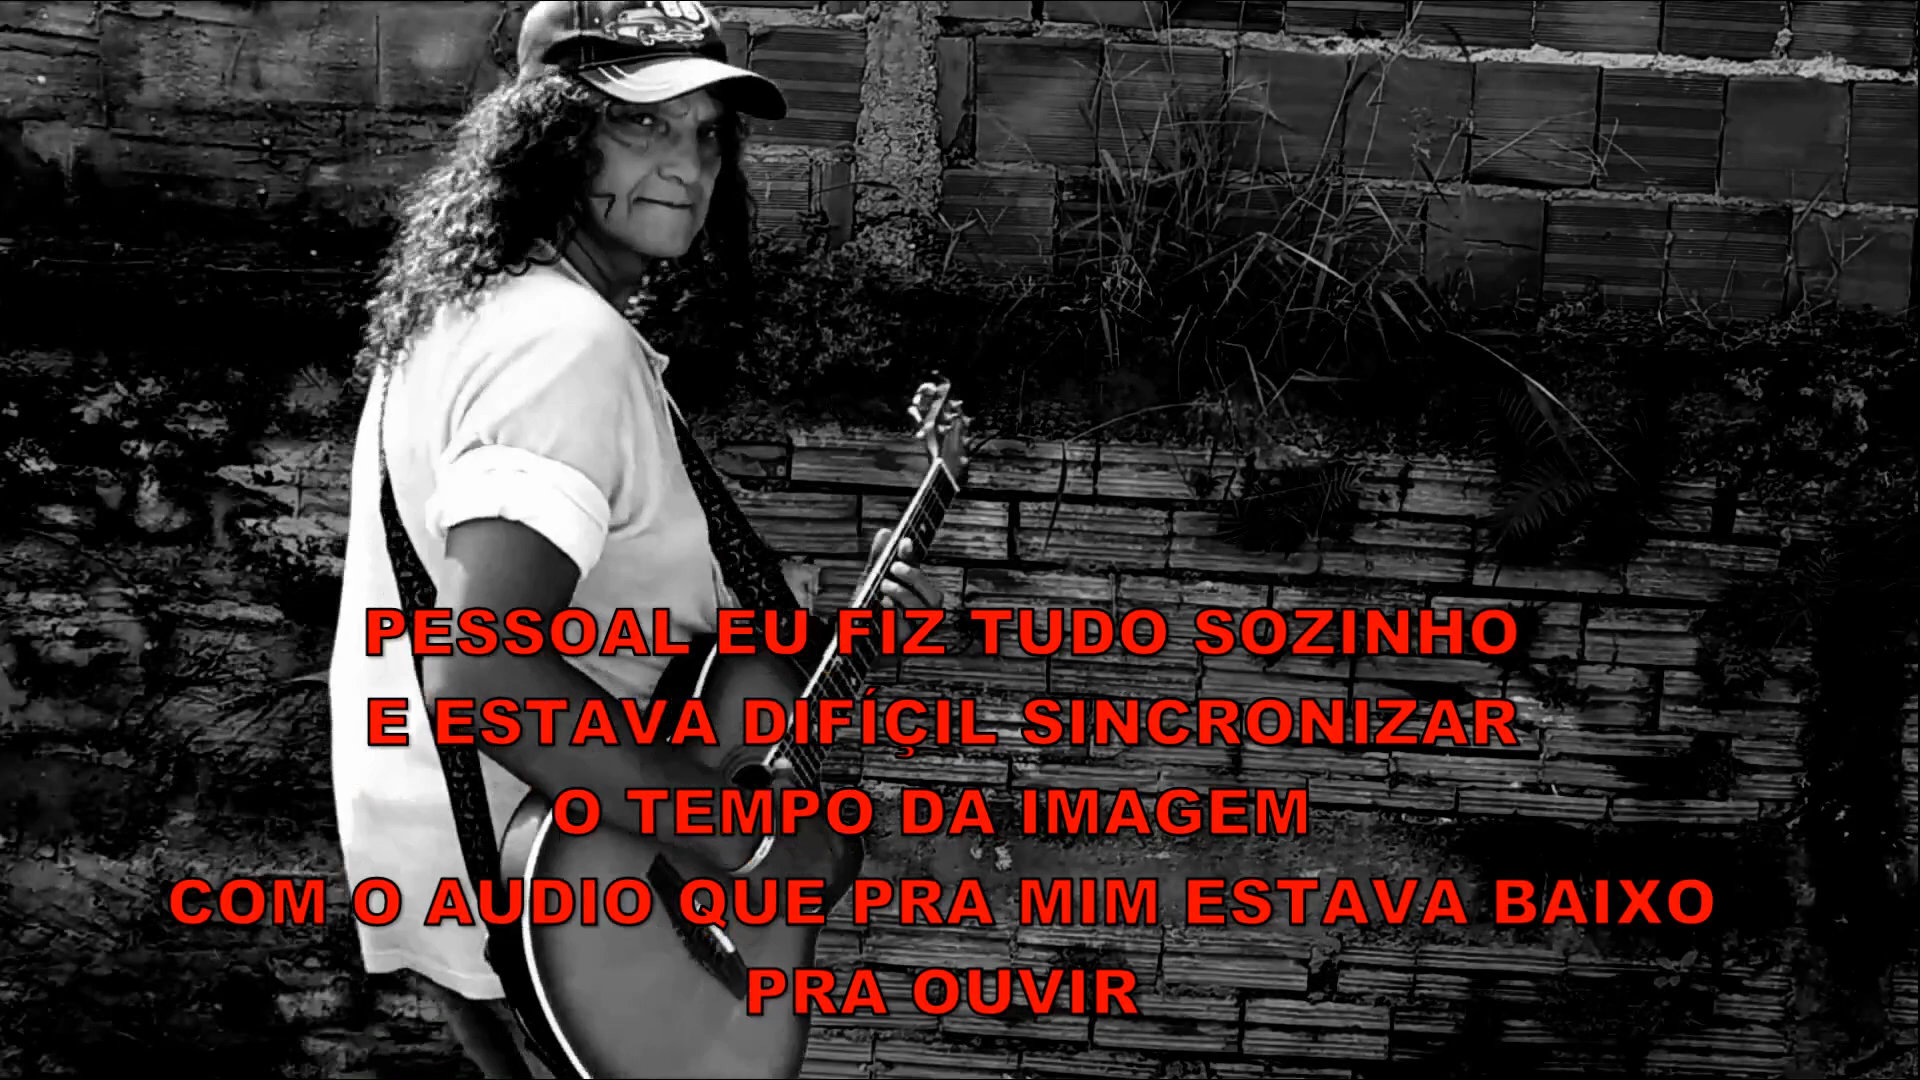 PESSOAL EU FIZ TUDO SOZINHO
E ESTAVA DIFÍÇIL SINCRONIZAR
O TEMPO DA IMAGEM
COM O AUDIO QUE PRA MIM ESTAVA BAIXO
PRA OUVIR